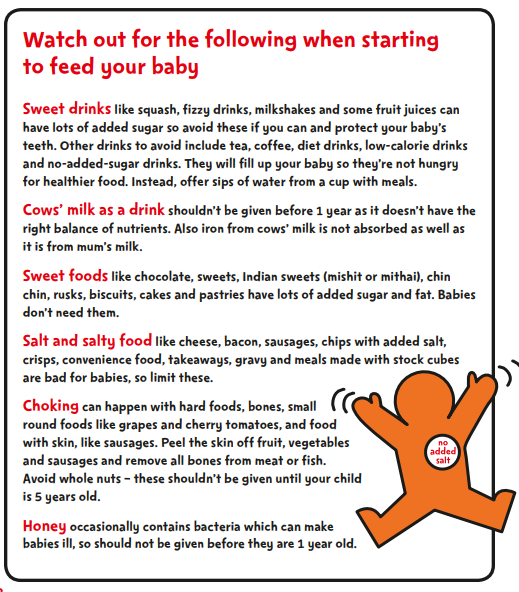 Watch out for the following when starting
to feed your baby
Sweet drinks like squash, fizzy drinks, milkshakes and some fruit juices can
have lots of added sugar so avoid these if you can and protect your baby's
teeth. Other drinks to avoid include tea, coffee, diet drinks, low-calorie drinks
and no-added-sugar drinks. They will fill up your baby so they're not hungry
for healthier food. Instead, offer sips of water from a cup with meals.
Cows' milk as a drink shouldn't be given before 1 year as it doesn't have the
right balance of nutrients. Also iron from cows' milk is not absorbed as well as
it is from mum's milk.
Sweet foods like chocolate, sweets, Indian sweets (mishit or mithai), chin
chin, rusks, biscuits, cakes and pastries have lots of added sugar and fat. Babies
don't need them.
Salt and salty food like cheese, bacon, sausages, chips with added salt,
crisps, convenience food, takeaways, gravy and meals made with stock cubes
are bad for babies, so limit these.
Choking can happen with hard foods, bones, small
round foods like grapes and cherry tomatoes, and food
with skin, like sausages. Peel the skin off fruit, vegetables
and sausages and remove all bones from meat or fish.
Avoid whole nuts – these shouldn't be given until your child
is 5 years old.
no
added
salt
Honey occasionally contains bacteria which can make
babies ill, so should not be given before they are 1 year old.